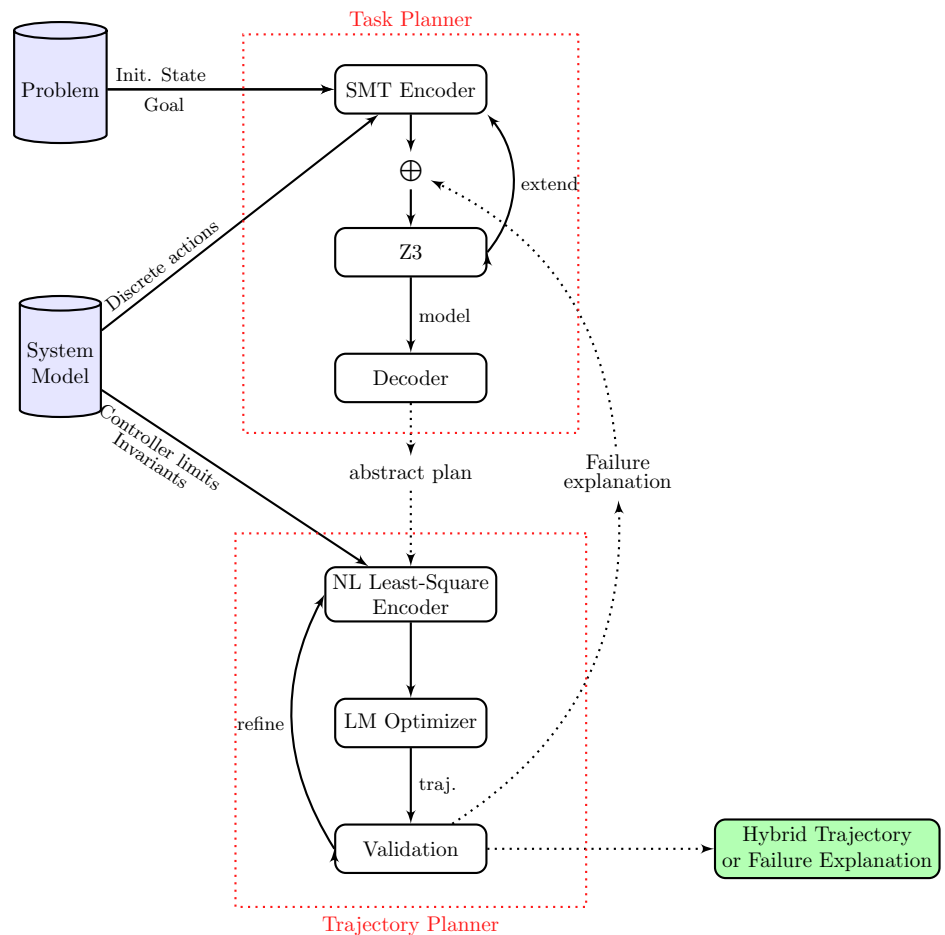 Task Planner
Problem
Init. State
Goal
SMT Encoder
extend
Z3
Discrete actions
model
System
Model
Decoder
Controller limits
Invariants
abstract plan
Failure
explanation
NL Least-Square
Encoder
refine
LM Optimizer
traj.
Validation
Hybrid Trajectory
or Failure Explanation
Trajectory Planner